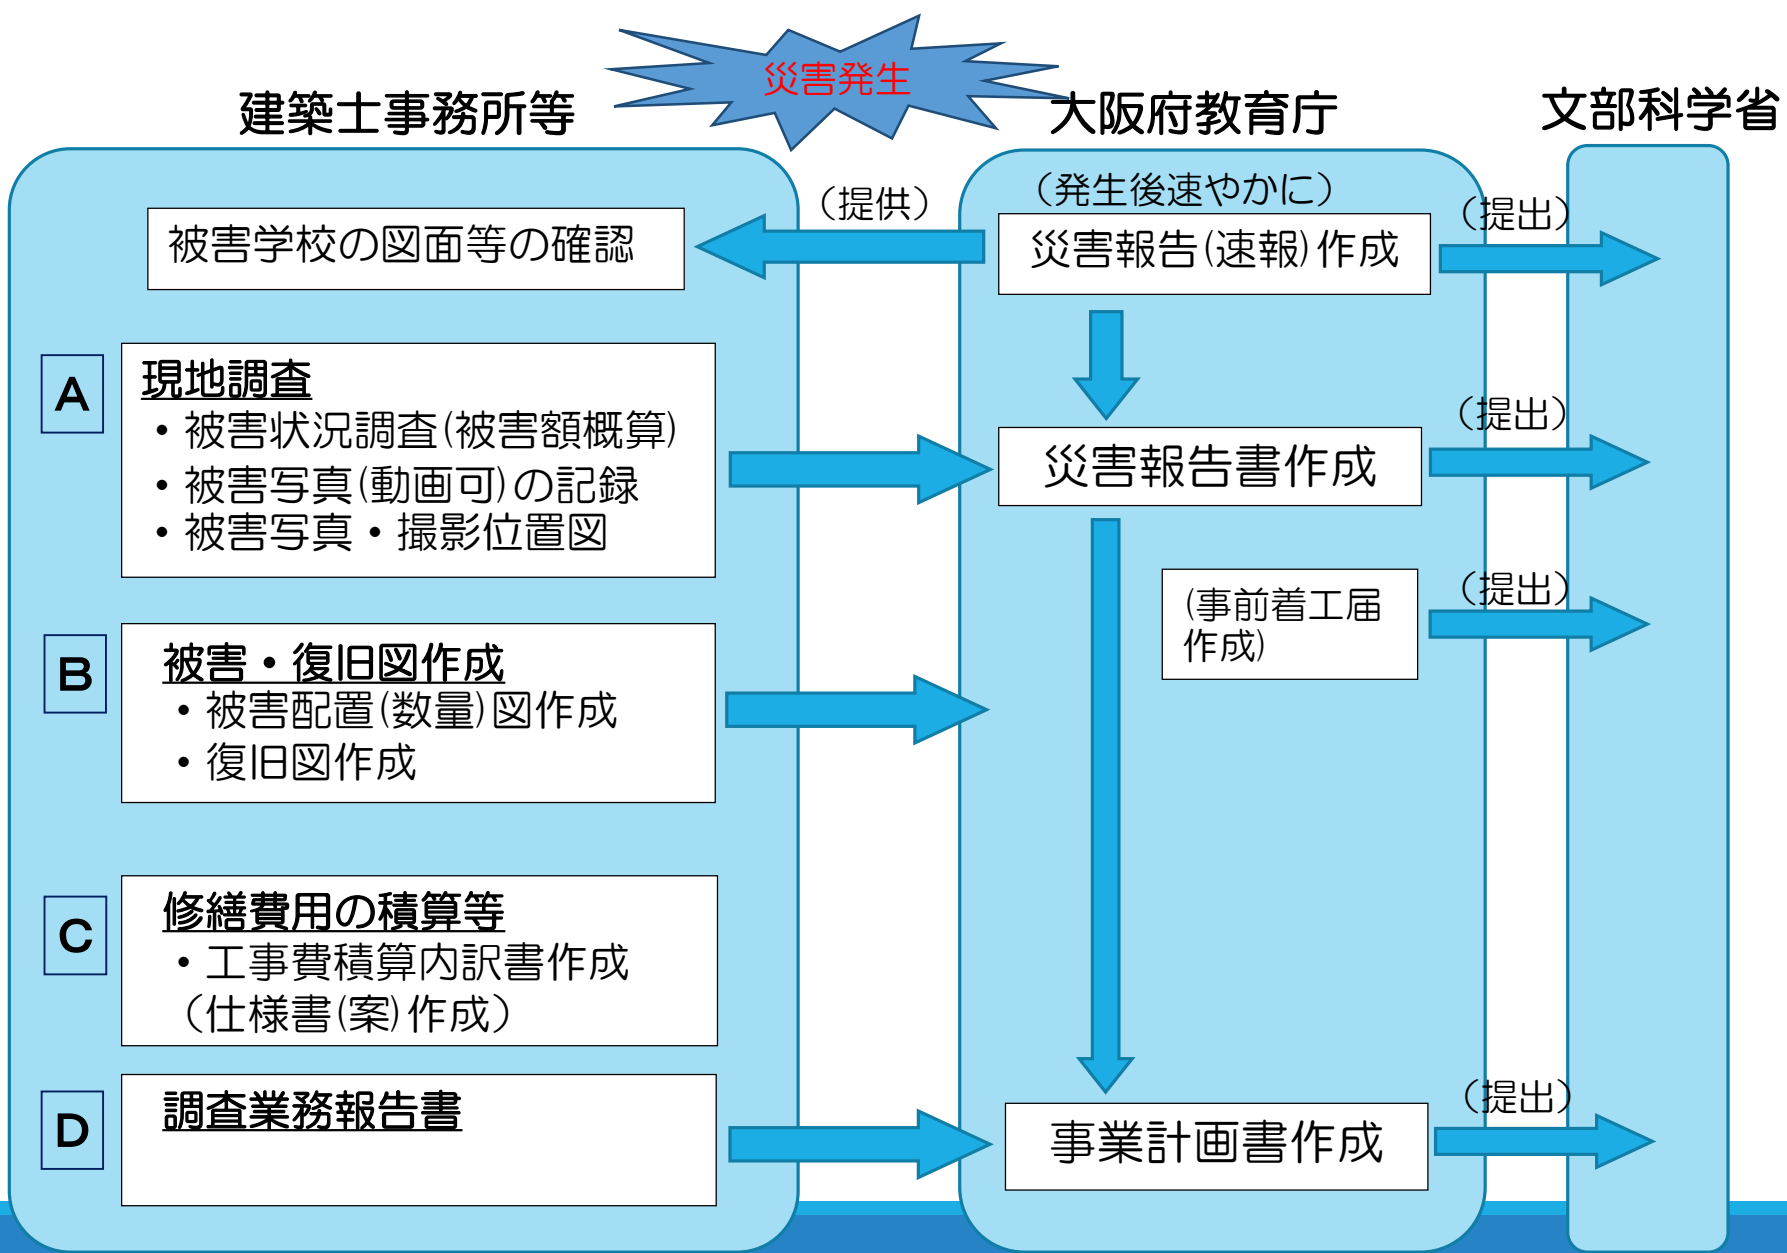 災害発生
建築士事務所等
大阪府教育庁
文部科学省
（提供）
（発生後速やかに）
（提出）
被害学校の図面等の確認
災害報告(速報)作成
A
現地調査
・被害状況調査(被害額概算)
・被害写真(動画可)の記録
・被害写真・撮影位置図
災害報告書作成
（提出）
(事前着工届
作成)
（提出）
B
被害・復旧図作成
・被害配置(数量)図作成
・復旧図作成
C
修繕費用の積算等
・工事費積算内訳書作成
（仕様書(案)作成）
D
調査業務報告書
事業計画書作成
（提出）